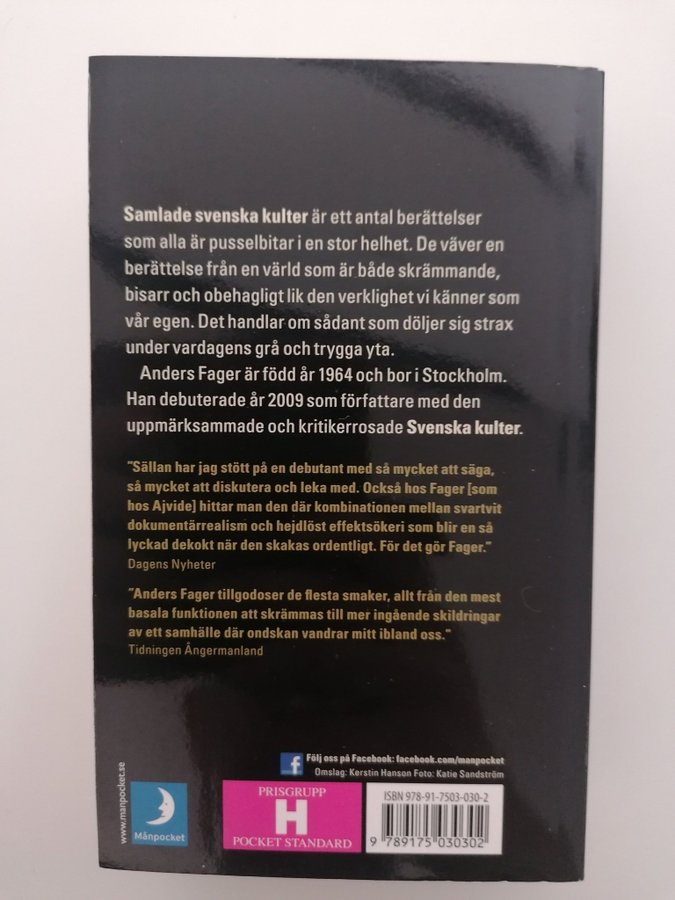 Samlade svenska kulter är ett antal berättelser
som alla är pusselbitar i en stor helhet. De väver en
berättelse från en värld som är både skrämmande,
bisarr och obehagligt lik den verklighet vi känner som
vår egen. Det handlar om sådant som döljer sig strax
under vardagens grå och trygga yta.
Anders Fager är född år 1964 och bor i Stockholm.
Han debuterade år 2009 som författare med den
uppmärksammade och kritikerrosade Svenska kulter.
"Sällan har jag stött på en debutant med så mycket att säga,
så mycket att diskutera och leka med. Också hos Fager [som
hos Ajvide] hittar man den där kombinationen mellan svartvit
dokumentärrealism och hejdlöst effektsökeri som blir en så
lyckad dekokt när den skakas ordentligt. För det gör Fager."
Dagens Nyheter
"Anders Fager tillgodoser de flesta smaker, allt från den mest
basala funktionen att skrämmas till mer ingående skildringar
av ett samhälle där ondskan vandrar mitt ibland oss."
Tidningen Ångermanland
f Följ oss på Facebook: facebook.com/manpocket
Omslag: Kerstin Hanson Foto: Katie Sandström
www.manpocket.se
Månpocket
PRISGRUPP
H
POCKET STANDARD
ISBN 978-91-7503-030-2
9 789175 030302